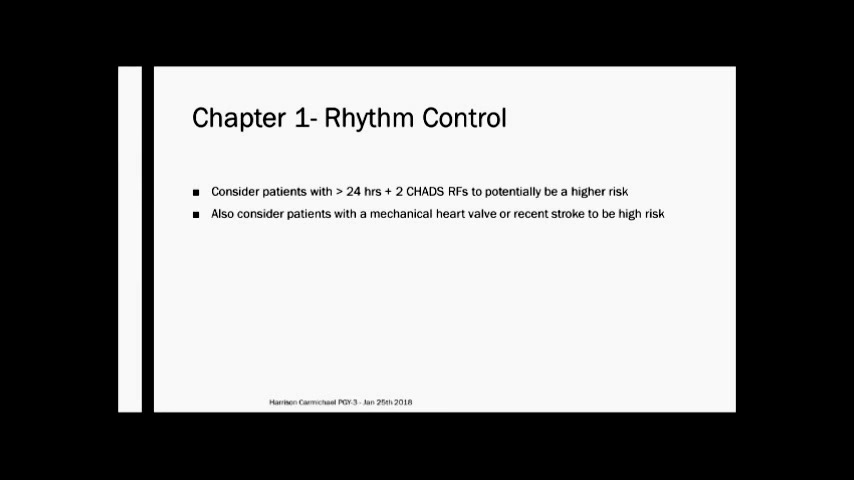 Chapter 1- Rhythm Control
■ Consider patients with > 24 hrs + 2 CHADS RFs to potentially be a higher risk
■ Also consider patients with a mechanical heart valve or recent stroke to be high risk
Harrison Carmichael PGY-3 - Jan 25th 2018